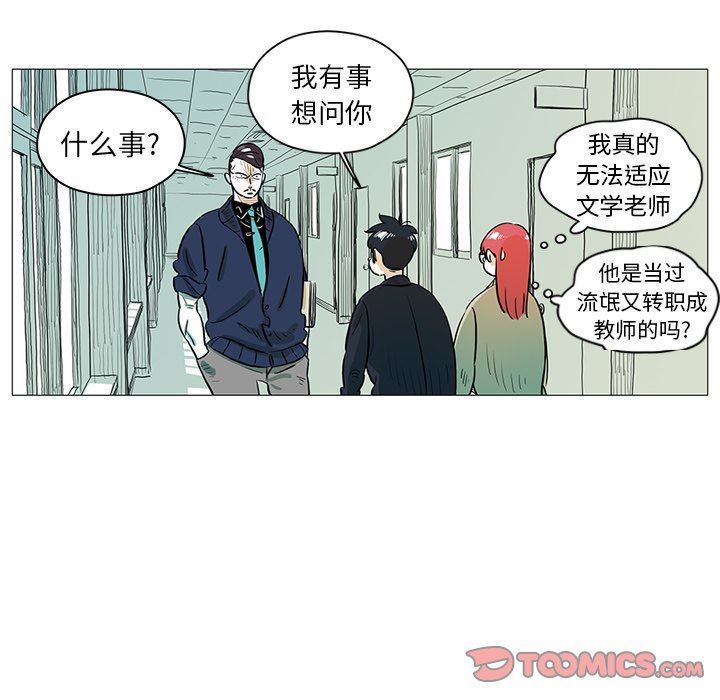 我有事
想问你
什么事?
我真的
无法适应
文学老师
他是当过
流氓又转职成
教师的吗?
TOOMICS.COM